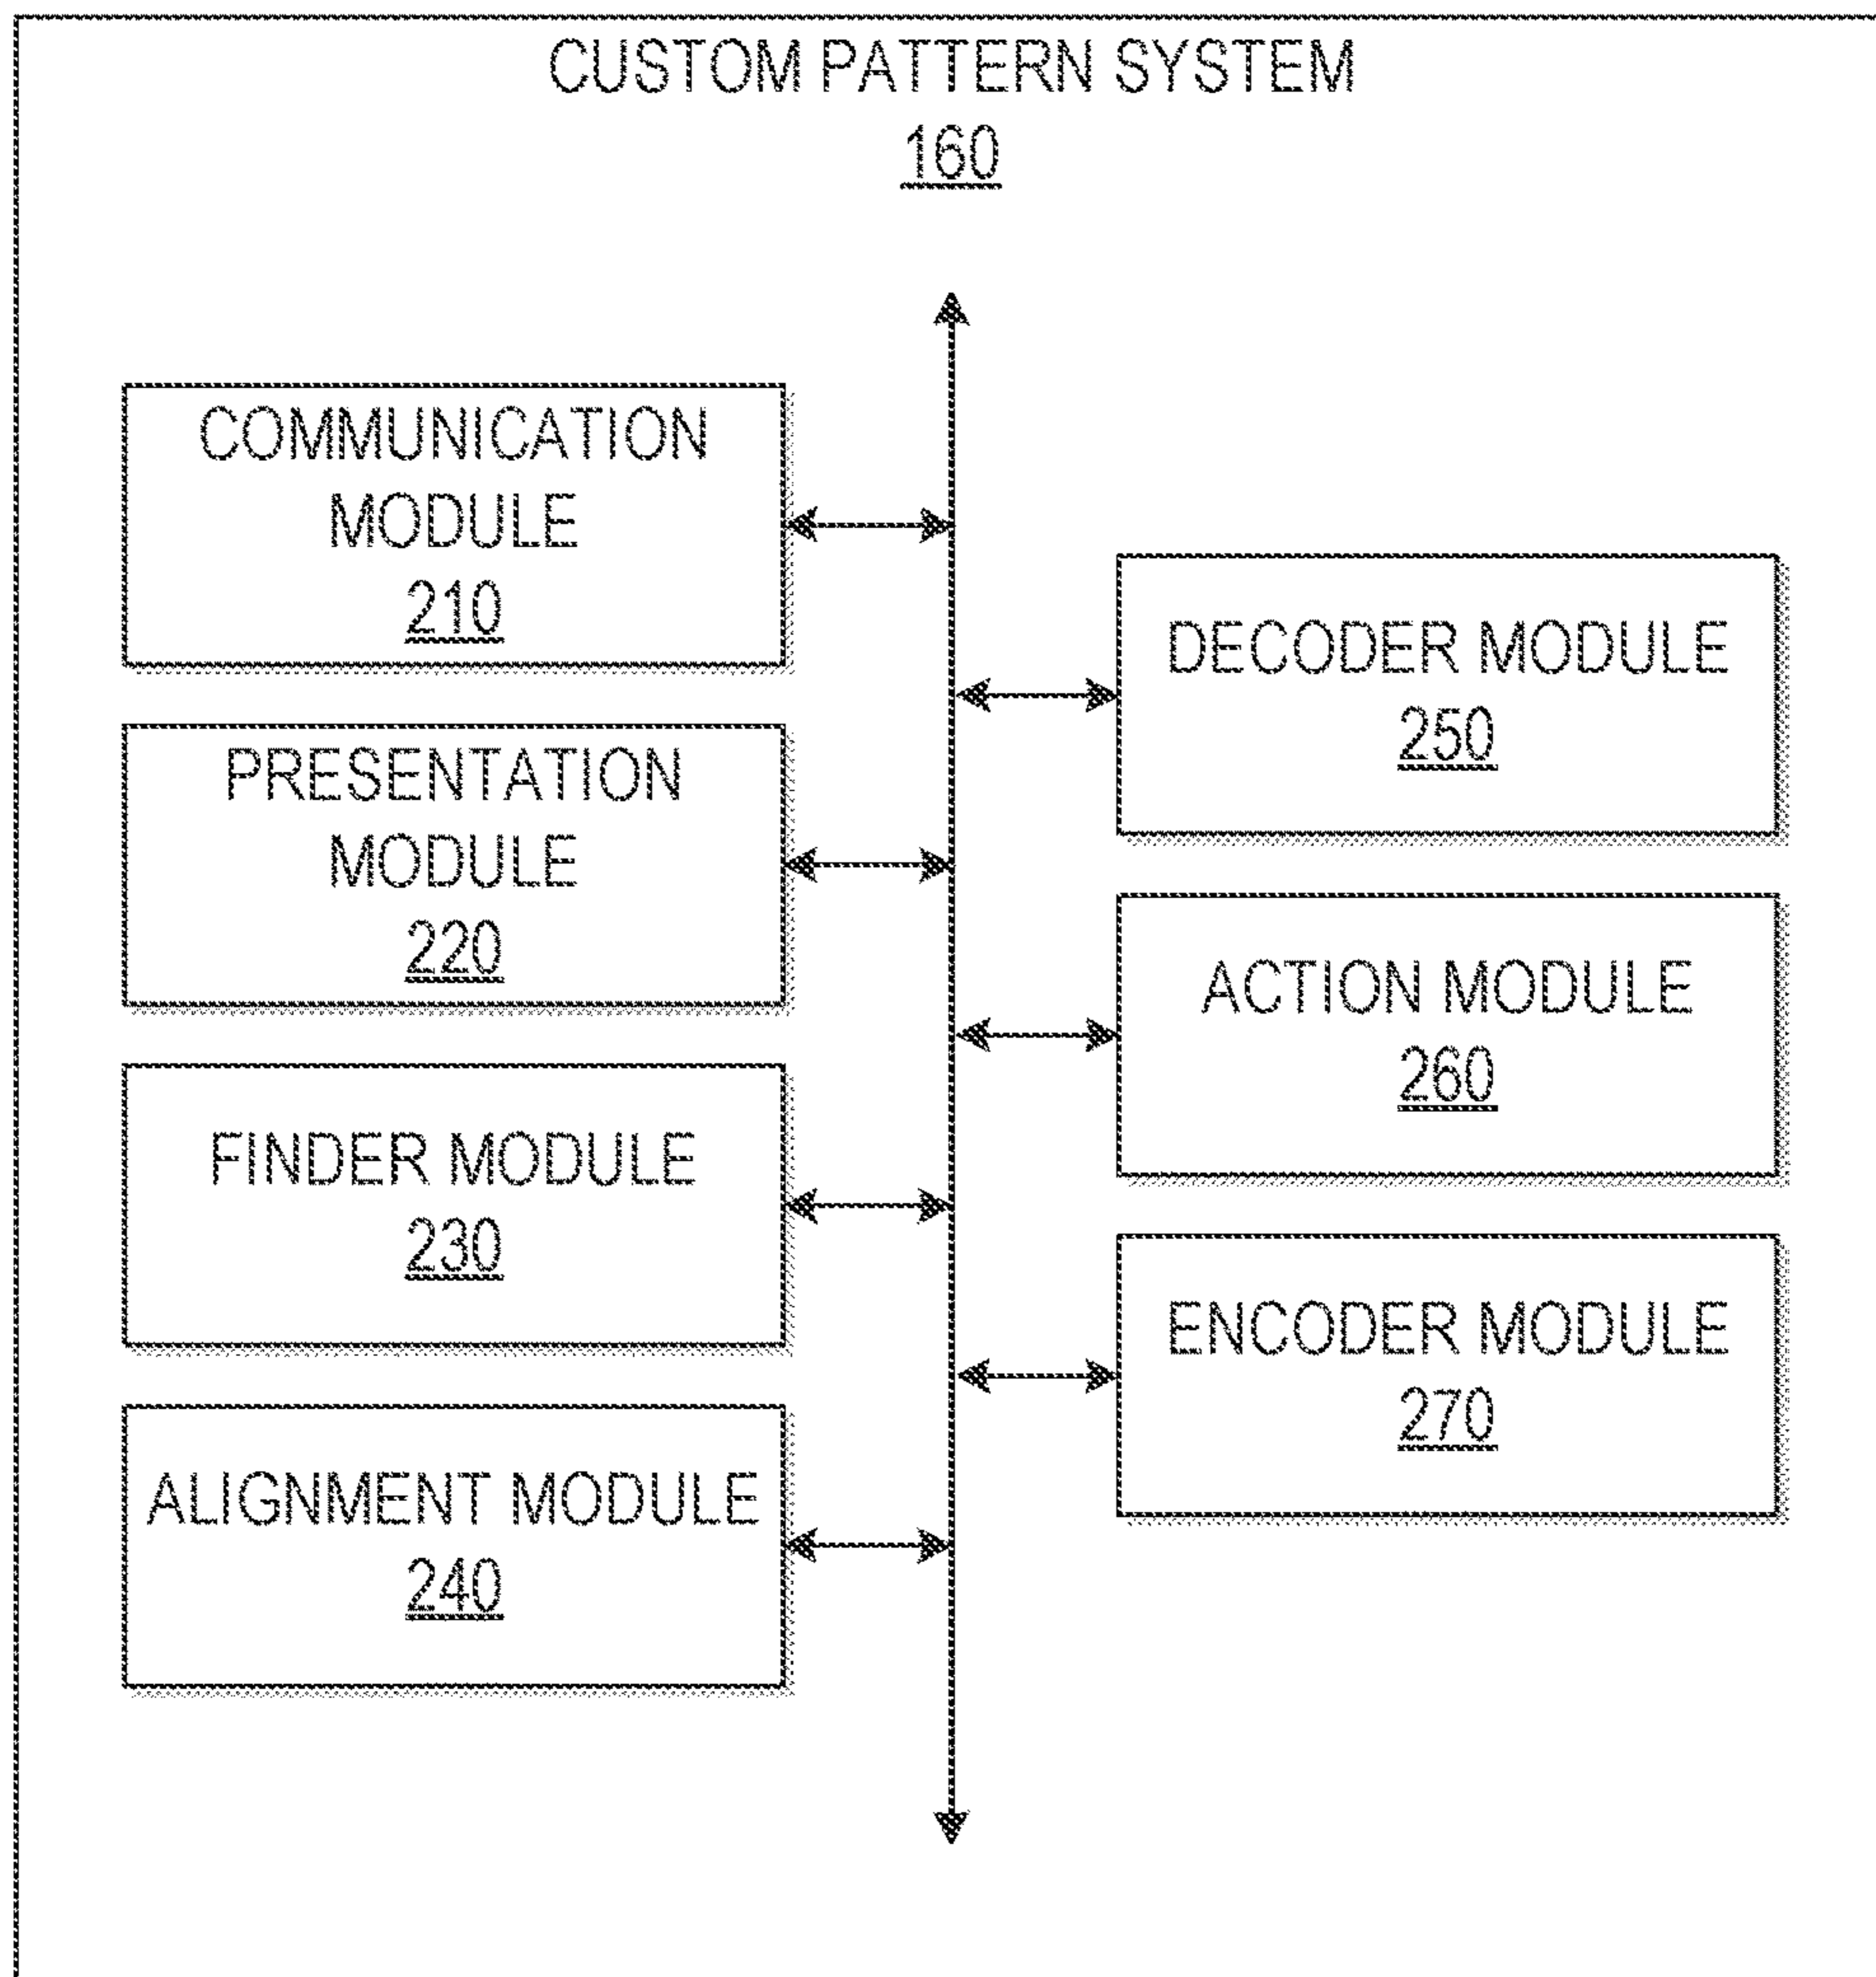 CUSTOM PATTERN SYSTEM
160
COMMUNICATION
MODULE
210
PRESENTATION
MODULE
220
FINDER MODULE
230
ALIGNMENT MODULE
240
DECODER MODULE
250
ACTION MODULE
260
ENCODER MODULE
270